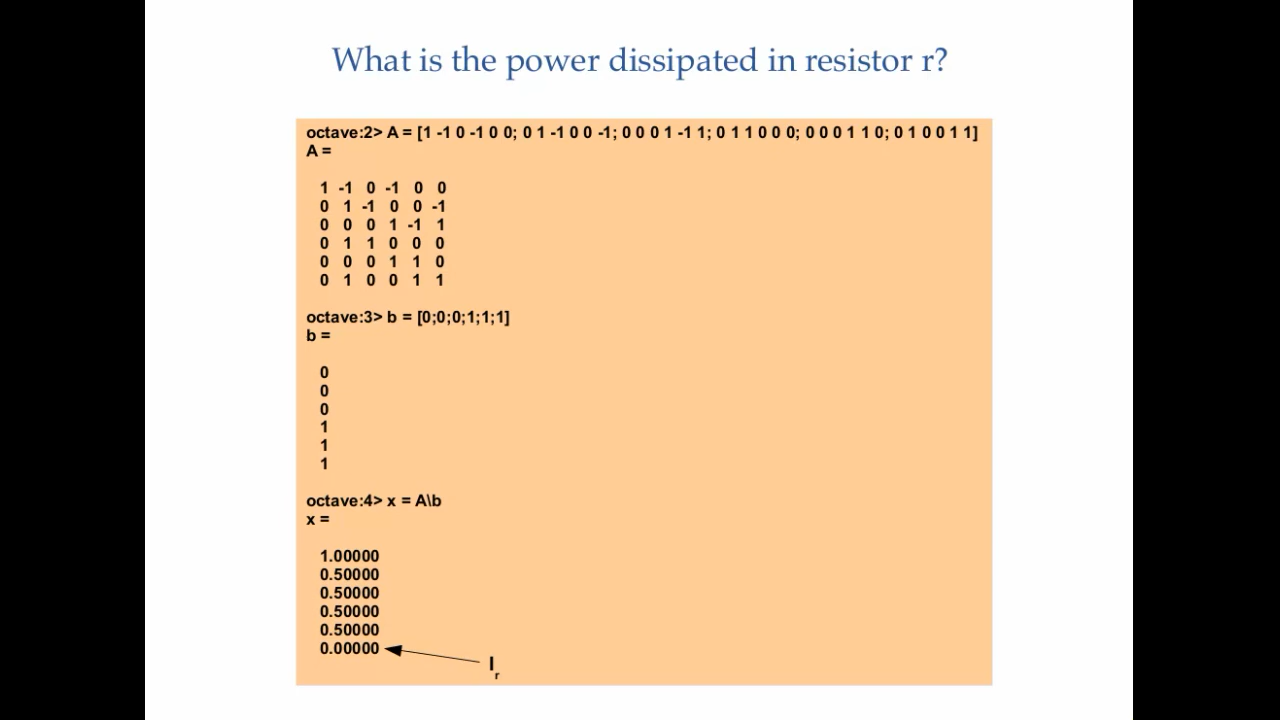 What is the power dissipated in resistor r?
octave:2> A = [1 -1 0 -1 0 0; 0 1 -1 0 0 -1; 0 0 0 1 -1 1; 0 1 1 0 0 0; 0 0 0 1 1 0; 0 1 0 0 1 1]
A =
1 -1 0 -1 0 0
0 1 -1 0 0 -1
0 0 0 1 -1 1
0 1 1 0 0 0
0 0 0 1 1 0
0 1 0 0 1 1
octave:3> b = [0;0;0;1;1;1]
b =
0
0
0
1
1
1
octave:4> x = A\b
x =
1.00000
0.50000
0.50000
0.50000
0.50000
0.00000
Ir